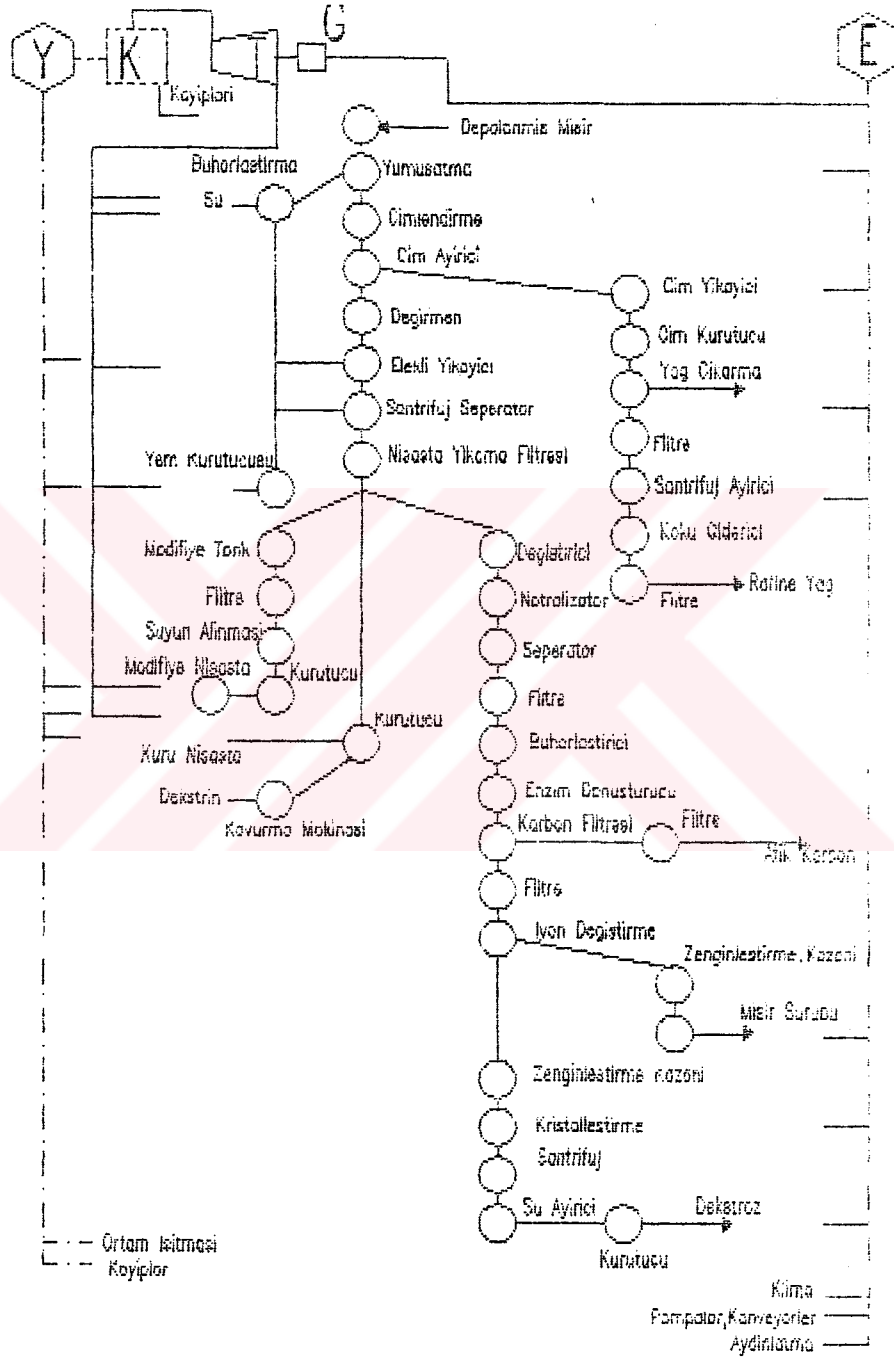 Y
K
G
E
Kayiplari
Depolanmis Misir
Buharlastirma
Yumusatma
Su
Cimlendirme
Cim Ayirici
Cim Yikayici
Degirmen
Cim Kurutucu
Elekli Yikayici
Yag Cikarma
Santrifuj Seperator
Filtre
Nisasta Yikama Filtresi
Yem Kurutucusu
Santrifuj Ayirici
Koku Giderici
Modifiye Tank
Degistirici
Filtre
Rafine Yag
Filtre
Notralizator
Suyun Alinmasi
Seperator
Modifiye Nisasta
Kurutucu
Filtre
Kurutucu
Kuru Nisasta
Buharlastirici
Dekstrin
Enzim Donusturucu
Kavurma Makinasi
Karbon Filtresi
Filtre
Atik Karbon
Filtre
Iyon Degistirme
Zenginlestirme Kazani
Misir Surubu
Zenginlestirme Kazani
Kristallestirme
Santrifuj
Su Ayirici
Dekstroz
Kurutucu
Ortam Isitmasi
Kayiplar
Klima
Pompalar,Konveyorler
Aydinlatma